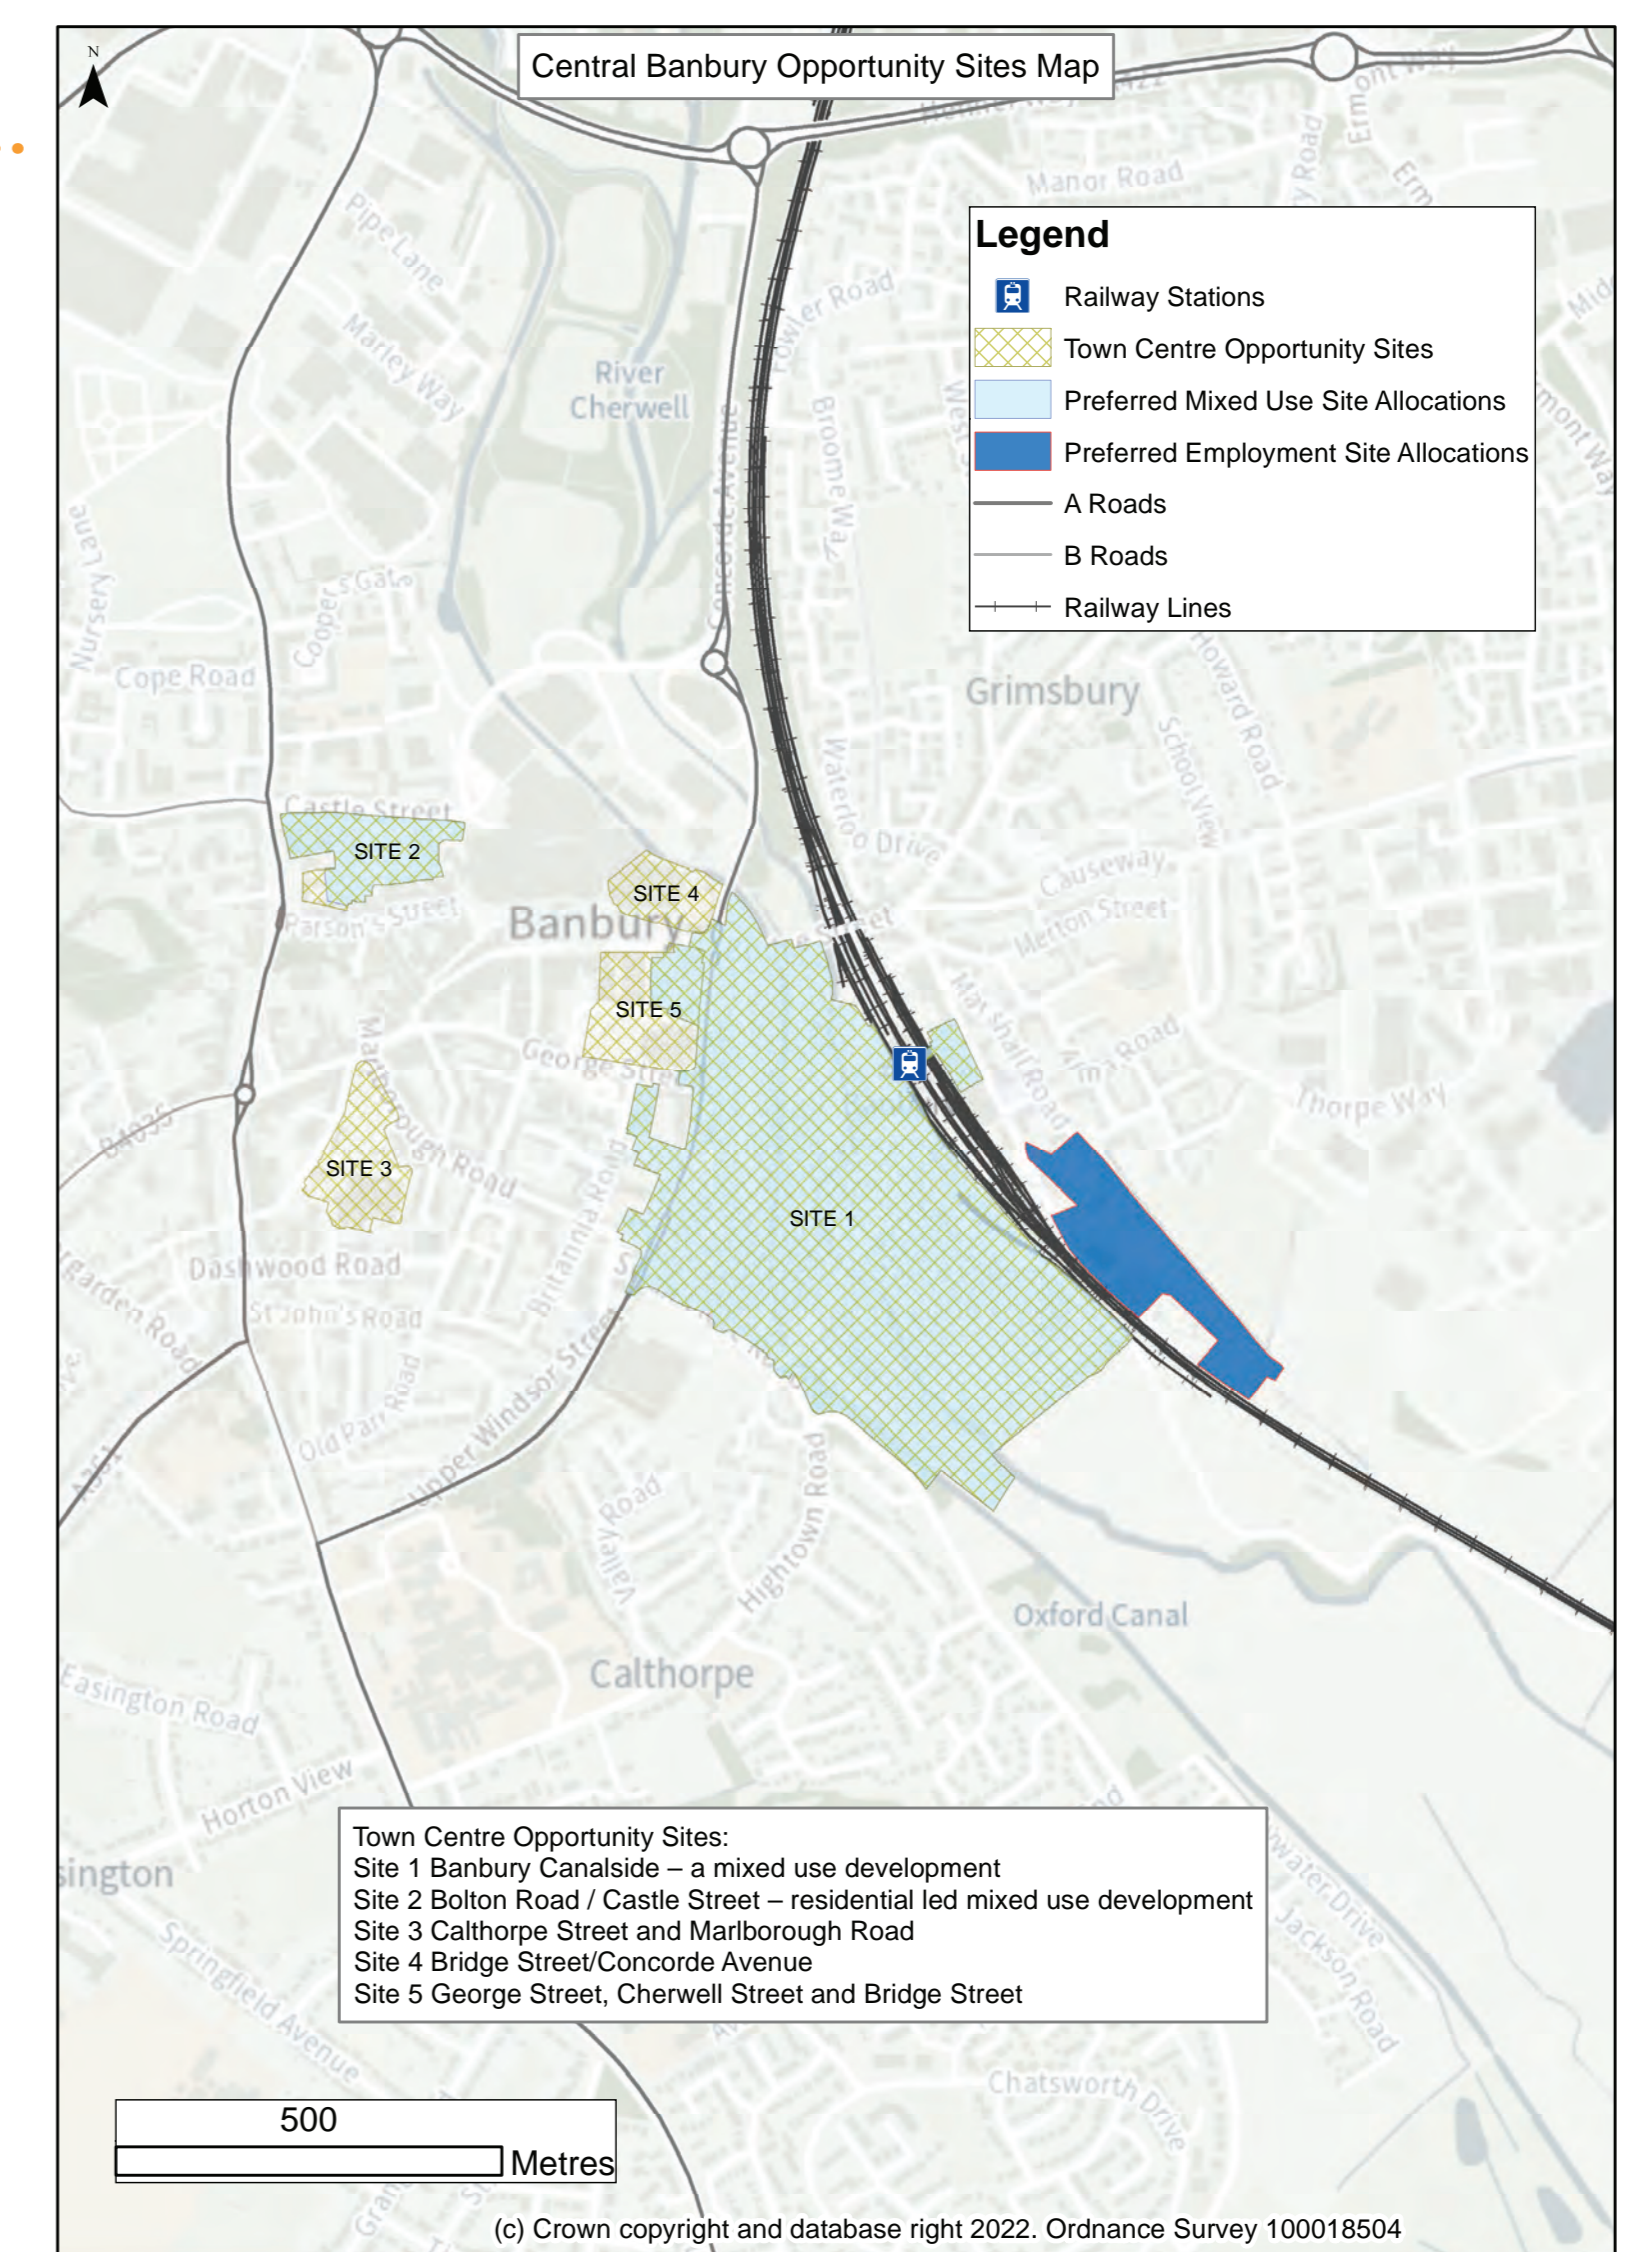 Central Banbury Opportunity Sites Map
N
Legend
Railway Stations
Town Centre Opportunity Sites
Preferred Mixed Use Site Allocations
Preferred Employment Site Allocations
A Roads
B Roads
Railway Lines
Ermont Way
Manor Road
Pipe Lane
Marley Way
River
Cherwell
Fowler Road
Concorde Avenue
Nursery Lane
Cope Road
Grimsbury
Howard Road
School View
Waterloo Drive
Castle Street
SITE 2
Parson's Street
SITE 4
Banbury
Causeway
Merton Street
SITE 5
George
Marshall Road
Alma Road
Thorpe Way
B4035
Marlborough Road
SITE 3
SITE 1
Britannia Road
Dashwood Road
St John's Road
Old Parr Road
Upper Windsor Street
A361
Valley Road
Hightown Road
Oxford Canal
Calthorpe
Easington Road
Horton View
Town Centre Opportunity Sites:
Site 1 Banbury Canalside – a mixed use development
Site 2 Bolton Road / Castle Street – residential led mixed use development
Site 3 Calthorpe Street and Marlborough Road
Site 4 Bridge Street/Concorde Avenue
Site 5 George Street, Cherwell Street and Bridge Street
Springfield Avenue
Jackson Road
Chatsworth Drive
500
Metres
(c) Crown copyright and database right 2022. Ordnance Survey 100018504